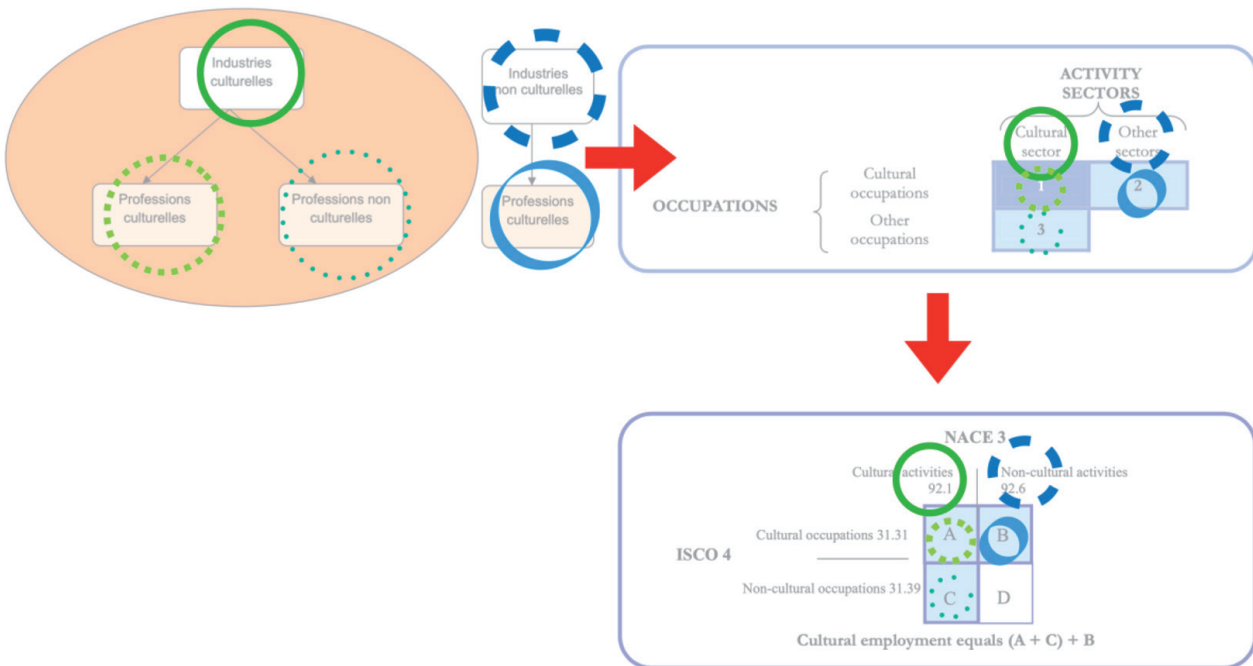 Industries
culturelles
Professions
culturelles
Professions non
culturelles
Industries
non culturelles
Professions
culturelles
ACTIVITY
SECTORS
Cultural
sector
Other
sectors
OCCUPATIONS
Cultural
occupations
1
2
Other
occupations
3
NACE 3
Cultural activities
92.1
Non-cultural activities
92.6
ISCO 4
Cultural occupations 31.31
A
B
Non-cultural occupations 31.39
C
D
Cultural employment equals (A + C) + B